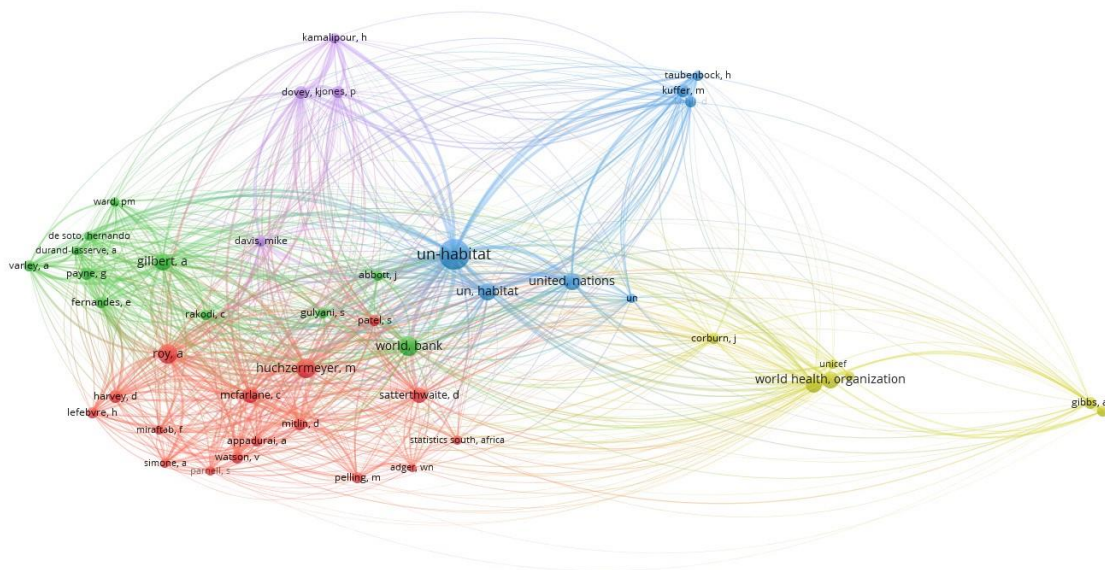 kamalipour, h
taubenbock, h
kuffer, m
dovey, k
jones, p
ward, pm
de soto, hernando
durand-lasserve, a
davis, mike
un-habitat
varley, a
gilbert, a
payne, g
abbott, j
united, nations
un, habitat
un
fernandes, e
rakodi, c
gulyani, s
patel, s
corburn, j
roy, a
world, bank
unicef
huchzermeyer, m
world health, organization
harvey, d
mcfarlane, c
satterthwaite, d
gibbs, a
lefebvre, h
mitlin, d
miraftab, f
appadurai, a
statistics south, africa
watson, v
simone, a
parnell, s
adger, wn
pelling, m